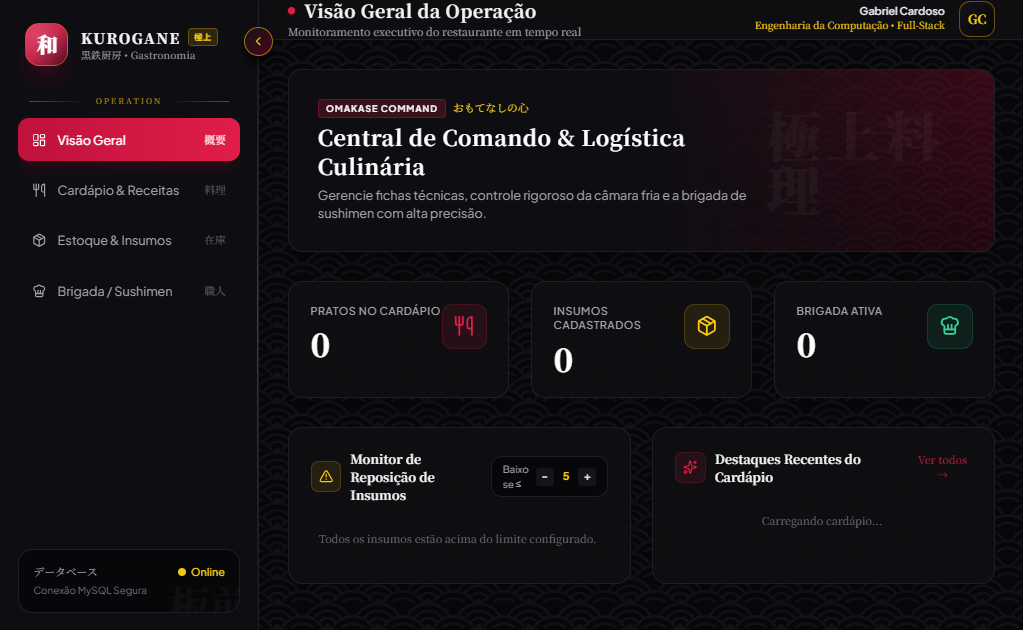 和
KUROGANE 極上
黒鉄厨房 • Gastronomia
OPERATION
Visão Geral 概要
Cardápio & Receitas 料理
Estoque & Insumos 在庫
Brigada / Sushimen 職人
データベース Online
Conexão MySQL Segura
板前
Visão Geral da Operação
Monitoramento executivo do restaurante em tempo real
Gabriel Cardoso
Engenharia da Computação • Full-Stack
GC
OMAKASE COMMAND おもてなしの心
Central de Comando & Logística
Culinária
Gerencie fichas técnicas, controle rigoroso da câmara fria e a brigada de
sushimen com alta precisão.
極上料
理
PRATOS NO CARDÁPIO
0
INSUMOS
CADASTRADOS
0
BRIGADA ATIVA
0
Monitor de
Reposição de
Insumos
Baixo
se ≤
- 5 +
Todos os insumos estão acima do limite configurado.
Destaques Recentes do
Cardápio
Ver todos
→
Carregando cardápio...